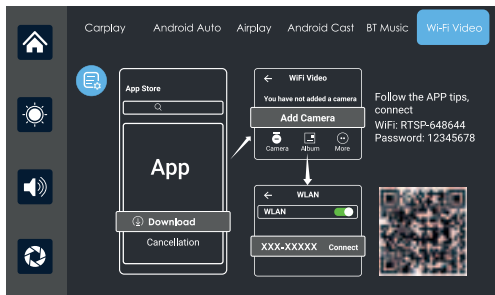 Carplay Android Auto Airplay Android Cast BT Music Wi-Fi Video
App Store
App
Download
Cancellation
WiFi Video
You have not added a camera
Add Camera
Camera Album More
WLAN
WLAN
XXX-XXXXX Connect
Follow the APP tips,
connect
WiFi: RTSP-648644
Password: 12345678